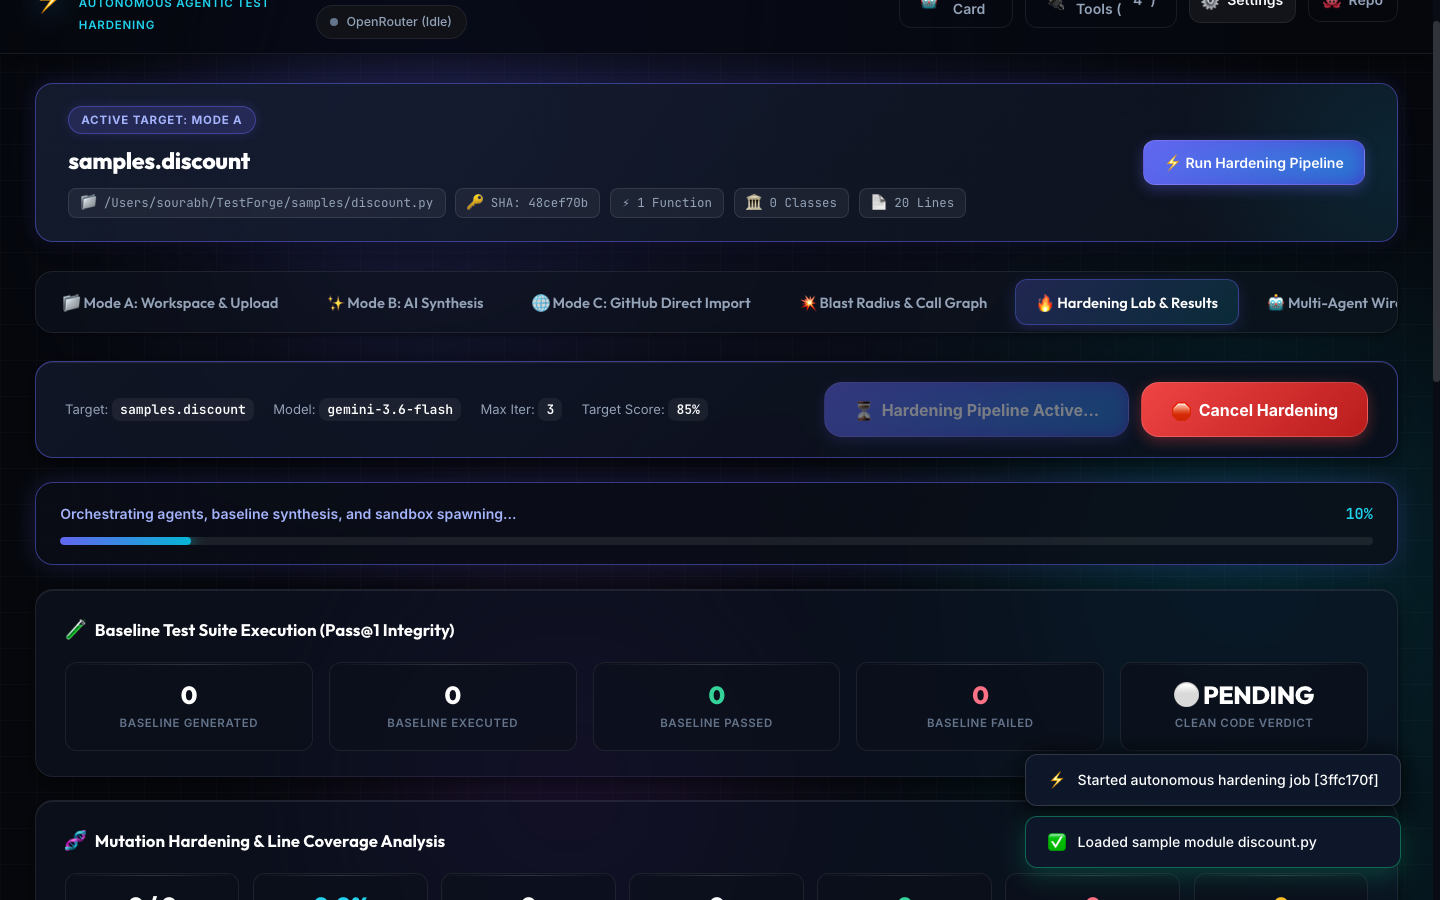 AUTONOMOUS AGENTIC TEST
HARDENING
OpenRouter (Idle)
Card
Tools ( 4 )
Settings
Repo
ACTIVE TARGET: MODE A
samples.discount
/Users/sourabh/TestForge/samples/discount.py
SHA: 48cef70b
⚡ 1 Function
0 Classes
20 Lines
⚡ Run Hardening Pipeline
Mode A: Workspace & Upload
Mode B: AI Synthesis
Mode C: GitHub Direct Import
Blast Radius & Call Graph
Hardening Lab & Results
Multi-Agent Wir
Target: samples.discount
Model: gemini-3.6-flash
Max Iter: 3
Target Score: 85%
Hardening Pipeline Active...
Cancel Hardening
Orchestrating agents, baseline synthesis, and sandbox spawning...
10%
Baseline Test Suite Execution (Pass@1 Integrity)
0
BASELINE GENERATED
0
BASELINE EXECUTED
0
BASELINE PASSED
0
BASELINE FAILED
PENDING
CLEAN CODE VERDICT
Started autonomous hardening job [3ffc170f]
Mutation Hardening & Line Coverage Analysis
Loaded sample module discount.py